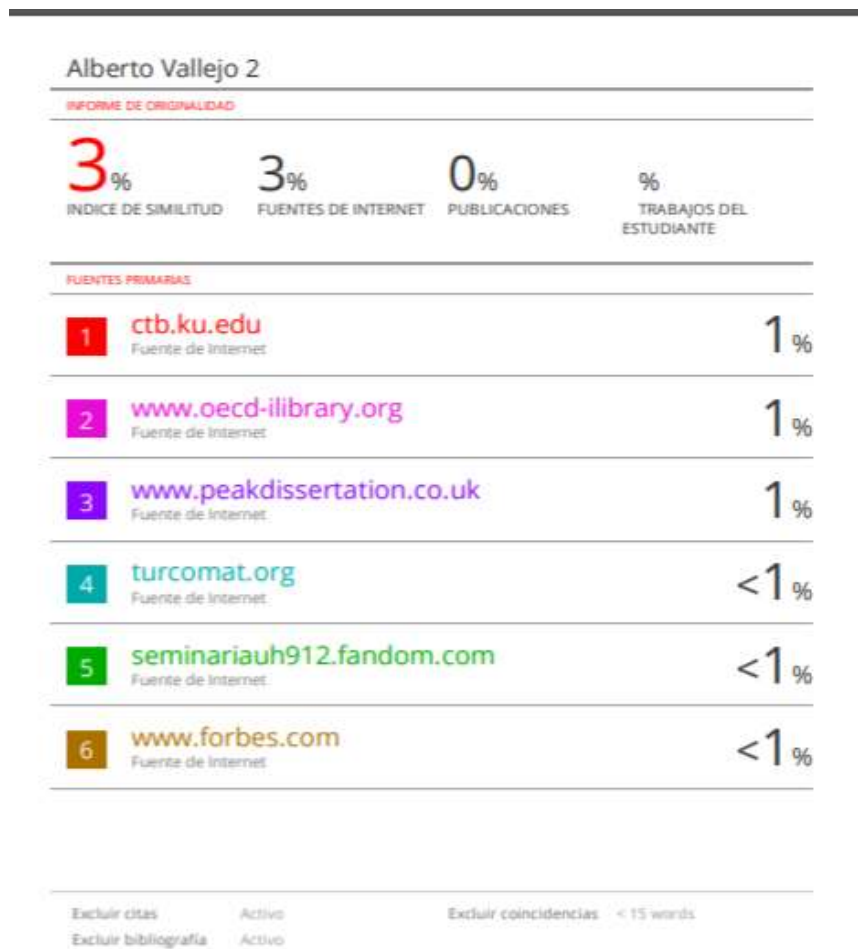 Alberto Vallejo 2
INFORME DE ORIGINALIDAD
3% 3% 0% %
INDICE DE SIMILITUD FUENTES DE INTERNET PUBLICACIONES TRABAJOS DEL
ESTUDIANTE
FUENTES PRIMARIAS
1 ctb.ku.edu 1%
Fuente de Internet
2 www.oecd-ilibrary.org 1%
Fuente de Internet
3 www.peakdissertation.co.uk 1%
Fuente de Internet
4 turcomat.org <1%
Fuente de Internet
5 seminariauh912.fandom.com <1%
Fuente de Internet
6 www.forbes.com <1%
Fuente de Internet
Excluir citas Activo Excluir coincidencias < 15 words
Excluir bibliografía Activo